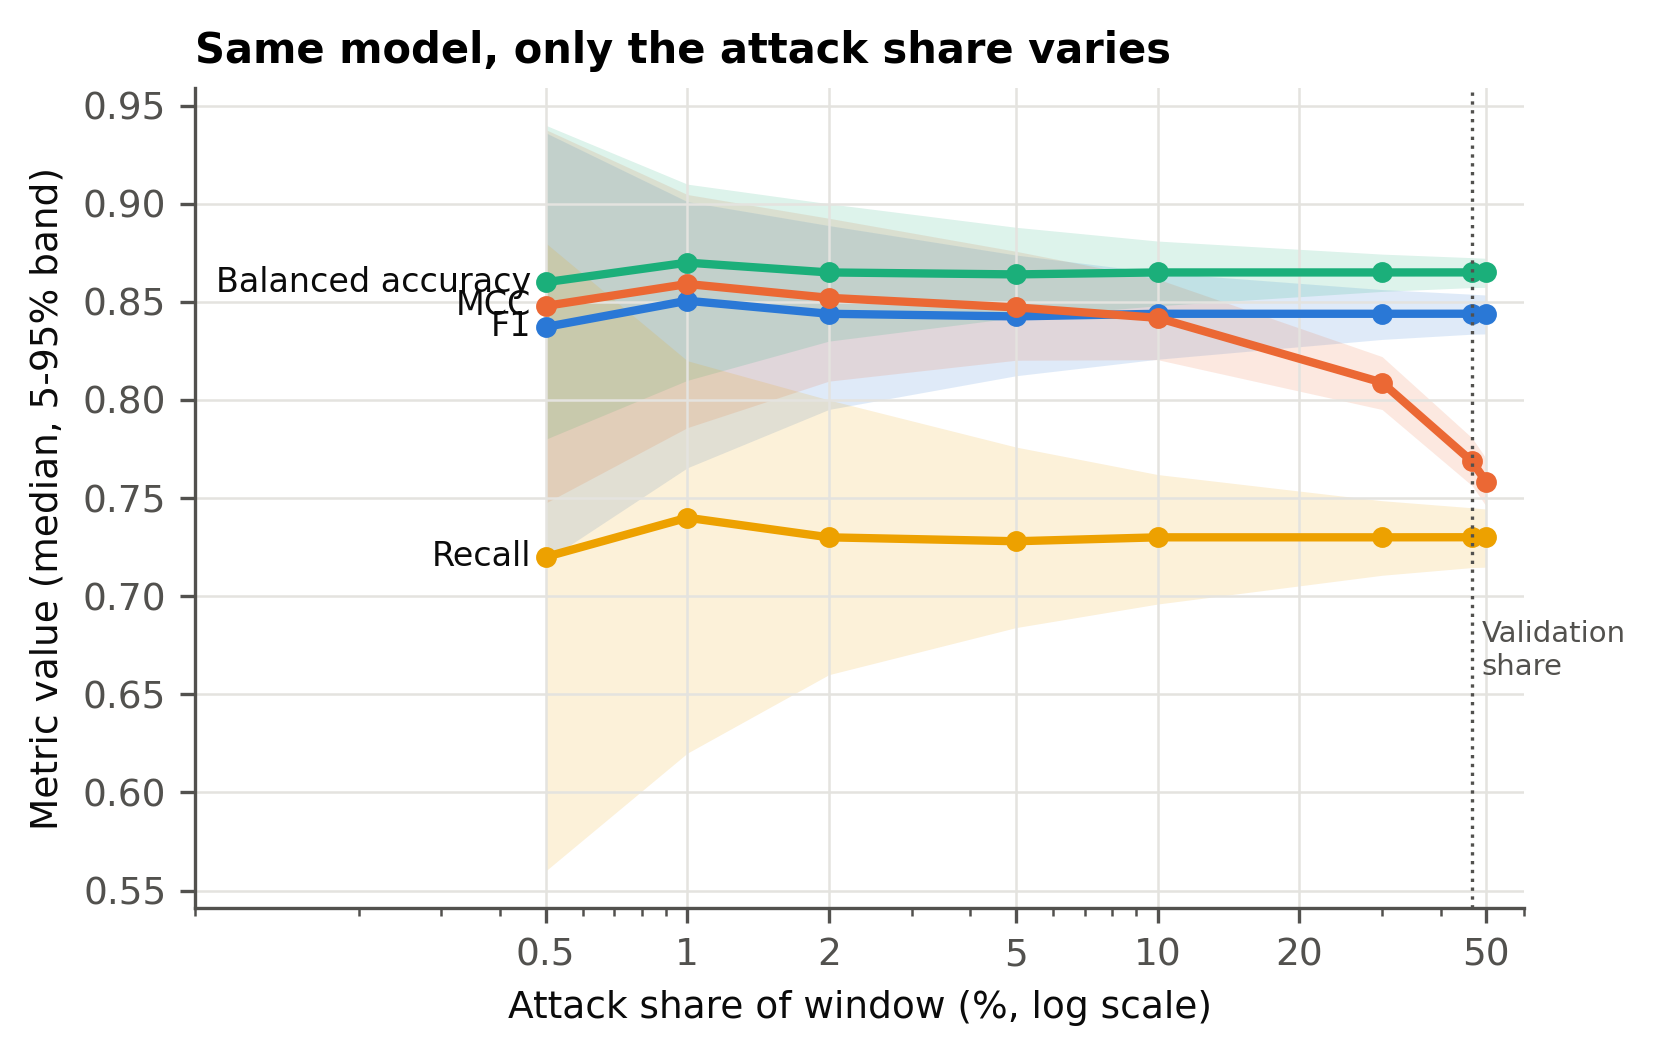 Same model, only the attack share varies
Metric value (median, 5-95% band)
0.95
0.90
0.85
0.80
0.75
0.70
0.65
0.60
0.55
Balanced accuracy
MCC
F1
Recall
Validation
share
0.5 1 2 5 10 20 50
Attack share of window (%, log scale)